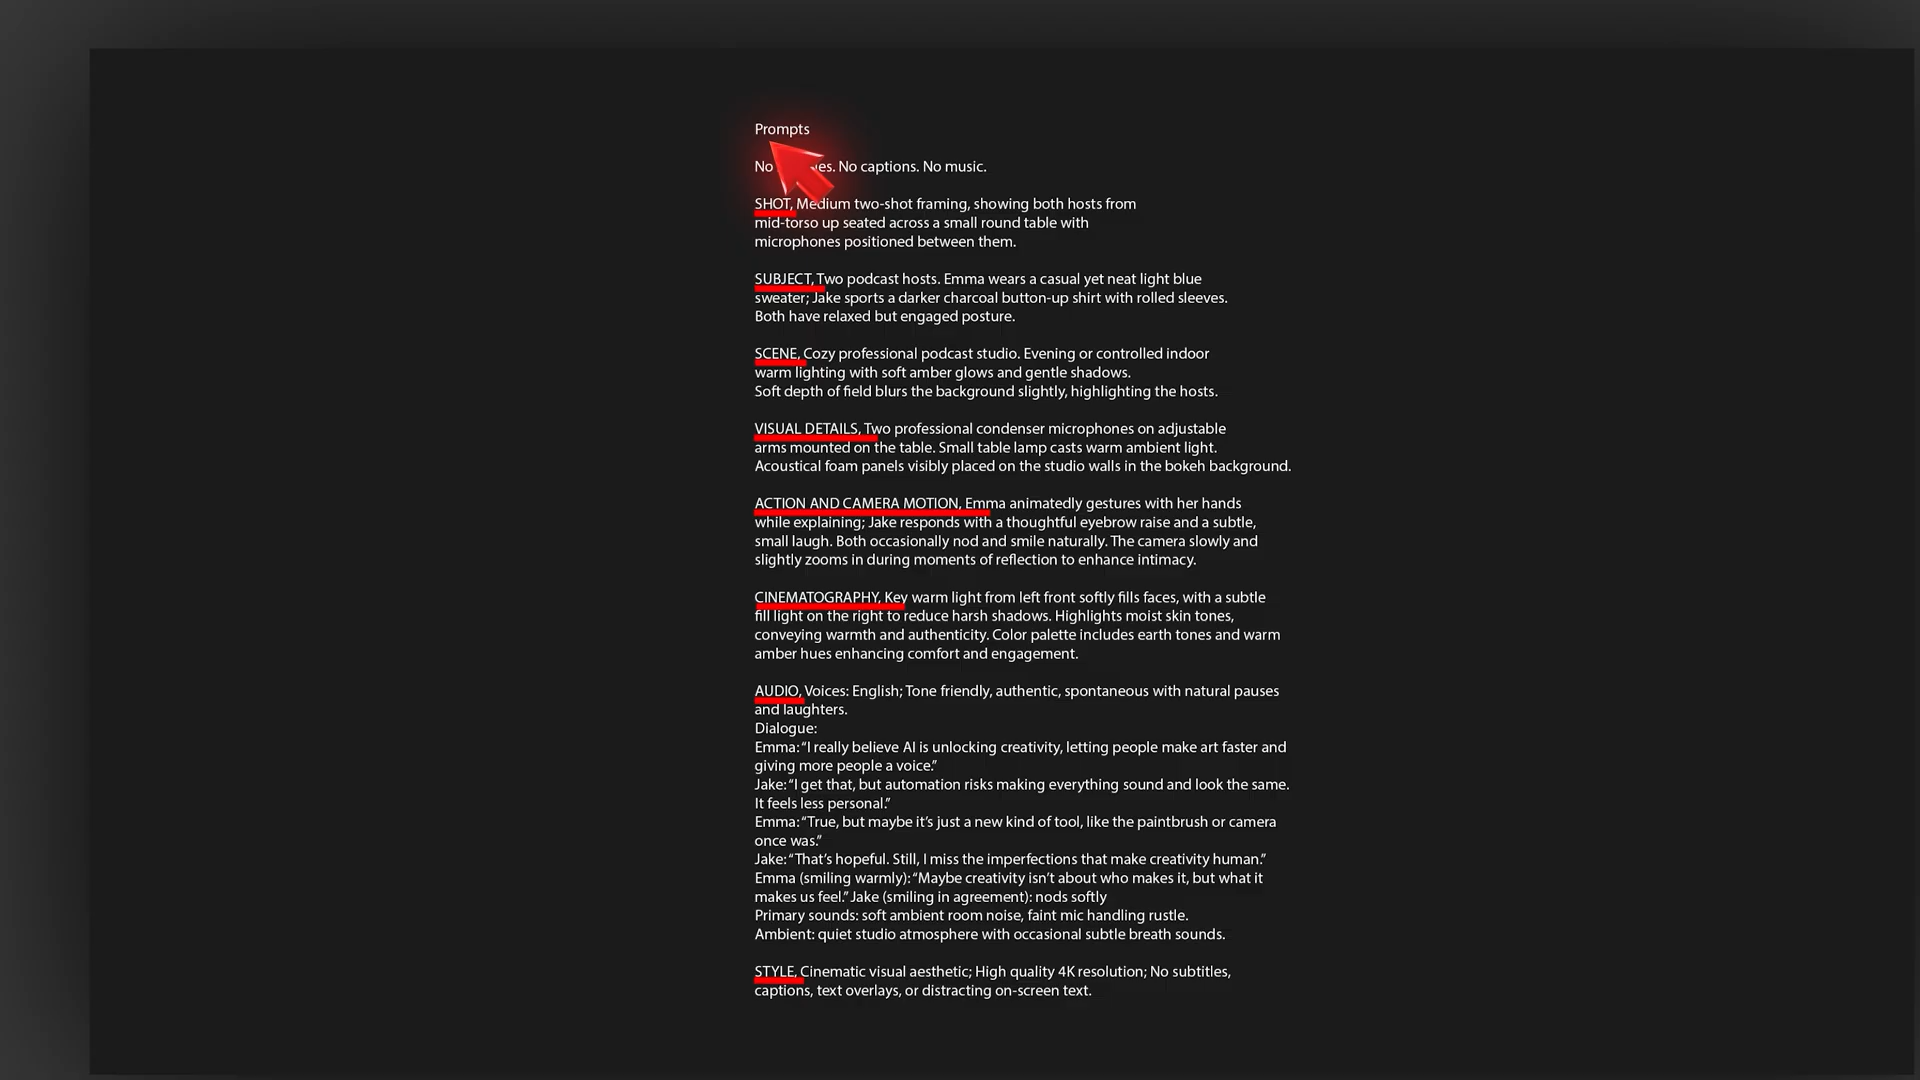 Prompts
No captions. No music.
SHOT, Medium two-shot framing, showing both hosts from
mid-torso up seated across a small round table with
microphones positioned between them.
SUBJECT, Two podcast hosts. Emma wears a casual yet neat light blue
sweater; Jake sports a darker charcoal button-up shirt with rolled sleeves.
Both have relaxed but engaged posture.
SCENE, Cozy professional podcast studio. Evening or controlled indoor
warm lighting with soft amber glows and gentle shadows.
Soft depth of field blurs the background slightly, highlighting the hosts.
VISUAL DETAILS, Two professional condenser microphones on adjustable
arms mounted on the table. Small table lamp casts warm ambient light.
Acoustical foam panels visibly placed on the studio walls in the bokeh background.
ACTION AND CAMERA MOTION, Emma animatedly gestures with her hands
while explaining; Jake responds with a thoughtful eyebrow raise and a subtle,
small laugh. Both occasionally nod and smile naturally. The camera slowly and
slightly zooms in during moments of reflection to enhance intimacy.
CINEMATOGRAPHY, Key warm light from left front softly fills faces, with a subtle
fill light on the right to reduce harsh shadows. Highlights moist skin tones,
conveying warmth and authenticity. Color palette includes earth tones and warm
amber hues enhancing comfort and engagement.
AUDIO, Voices: English; Tone friendly, authentic, spontaneous with natural pauses
and laughters.
Dialogue:
Emma: “I really believe AI is unlocking creativity, letting people make art faster and
giving more people a voice.”
Jake: “I get that, but automation risks making everything sound and look the same.
It feels less personal.”
Emma: “True, but maybe it’s just a new kind of tool, like the paintbrush or camera
once was.”
Jake: “That’s hopeful. Still, I miss the imperfections that make creativity human.”
Emma (smiling warmly): “Maybe creativity isn’t about who makes it, but what it
makes us feel.” Jake (smiling in agreement): nods softly
Primary sounds: soft ambient room noise, faint mic handling rustle.
Ambient: quiet studio atmosphere with occasional subtle breath sounds.
STYLE, Cinematic visual aesthetic; High quality 4K resolution; No subtitles,
captions, text overlays, or distracting on-screen text.